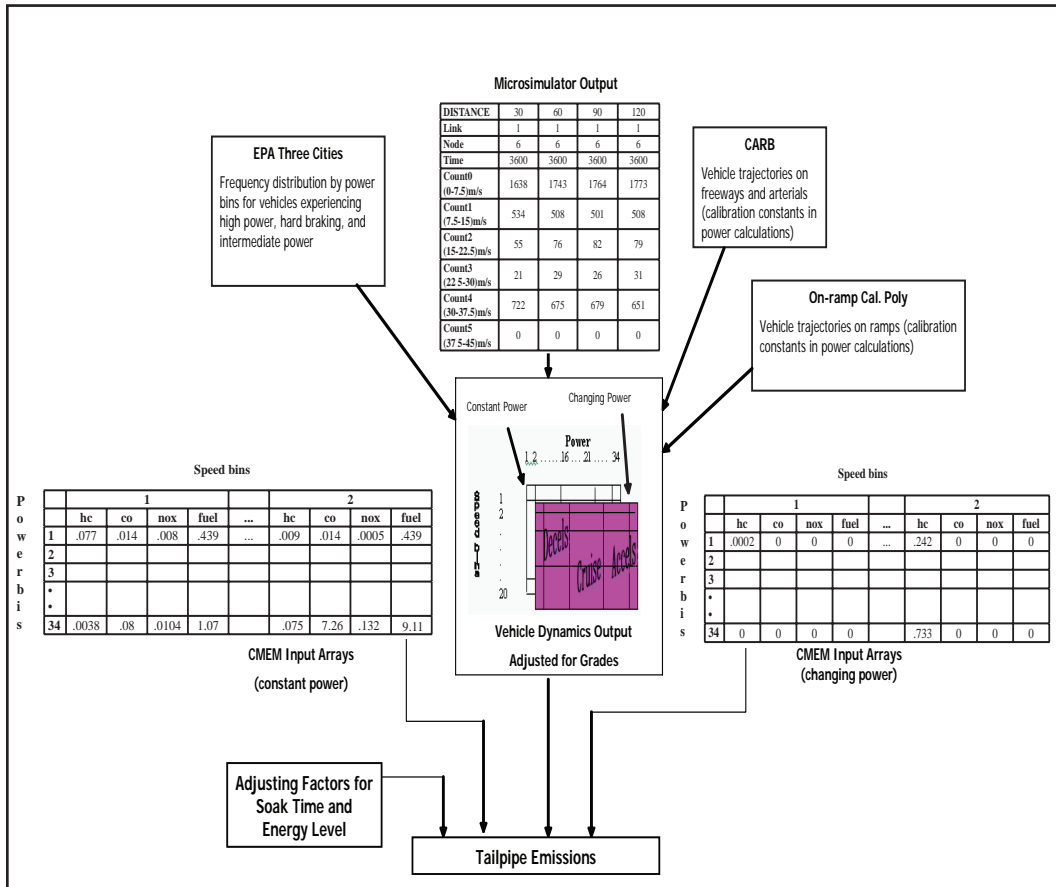 Microsimulator Output
DISTANCE 30 60 90 120
Link 1 1 1 1
Node 6 6 6 6
Time 3600 3600 3600 3600
Count0
(0-7.5)m/s 1638 1743 1764 1773
Count1
(7.5-15)m/s 534 508 501 508
Count2
(15-22.5)m/s 55 76 82 79
Count3
(22 5-30)m/s 21 29 26 31
Count4
(30-37.5)m/s 722 675 679 651
Count5
(37 5-45)m/s 0 0 0 0
EPA Three Cities
Frequency distribution by power
bins for vehicles experiencing
high power, hard braking, and
intermediate power
CARB
Vehicle trajectories on
freeways and arterials
(calibration constants in
power calculations)
On-ramp Cal. Poly
Vehicle trajectories on ramps (calibration
constants in power calculations)
Constant Power
Changing Power
Power
1 2 ..... 16 ...21 .... 34
Speed bins
1
2
.
.
.
.
20
Decels
Cruise
Accels
Vehicle Dynamics Output
Adjusted for Grades
Speed bins
Power bis
1 ... 2
hc co nox fuel ... hc co nox fuel
1 .077 .014 .008 .439 ... .009 .014 .0005 .439
2
3
•
•
34 .0038 .08 .0104 1.07 .075 7.26 .132 9.11
CMEM Input Arrays
(constant power)
Speed bins
Power bis
1 ... 2
hc co nox fuel ... hc co nox fuel
1 .0002 0 0 0 ... .242 0 0 0
2
3
•
•
34 0 0 0 0 .733 0 0 0
CMEM Input Arrays
(changing power)
Adjusting Factors for
Soak Time and
Energy Level
Tailpipe Emissions